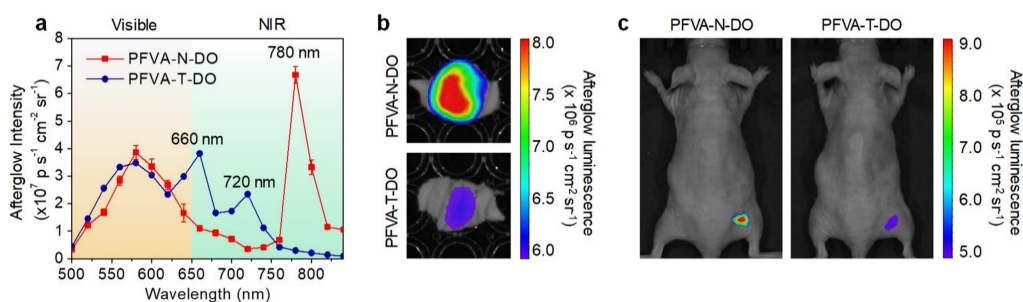 a
Visible
NIR
Afterglow Intensity
(x10⁷ p s⁻¹ cm⁻² sr⁻¹)
8
7
6
5
4
3
2
1
0
PFVA-N-DO
PFVA-T-DO
780 nm
660 nm
720 nm
500
550
600
650
700
750
800
Wavelength (nm)
b
PFVA-N-DO
PFVA-T-DO
8.0
7.5
7.0
6.5
6.0
Afterglow luminescence
(x 10⁶ p s⁻¹ cm⁻² sr⁻¹)
c
PFVA-N-DO
PFVA-T-DO
9.0
8.0
7.0
6.0
5.0
Afterglow luminescence
(x 10⁵ p s⁻¹ cm⁻² sr⁻¹)